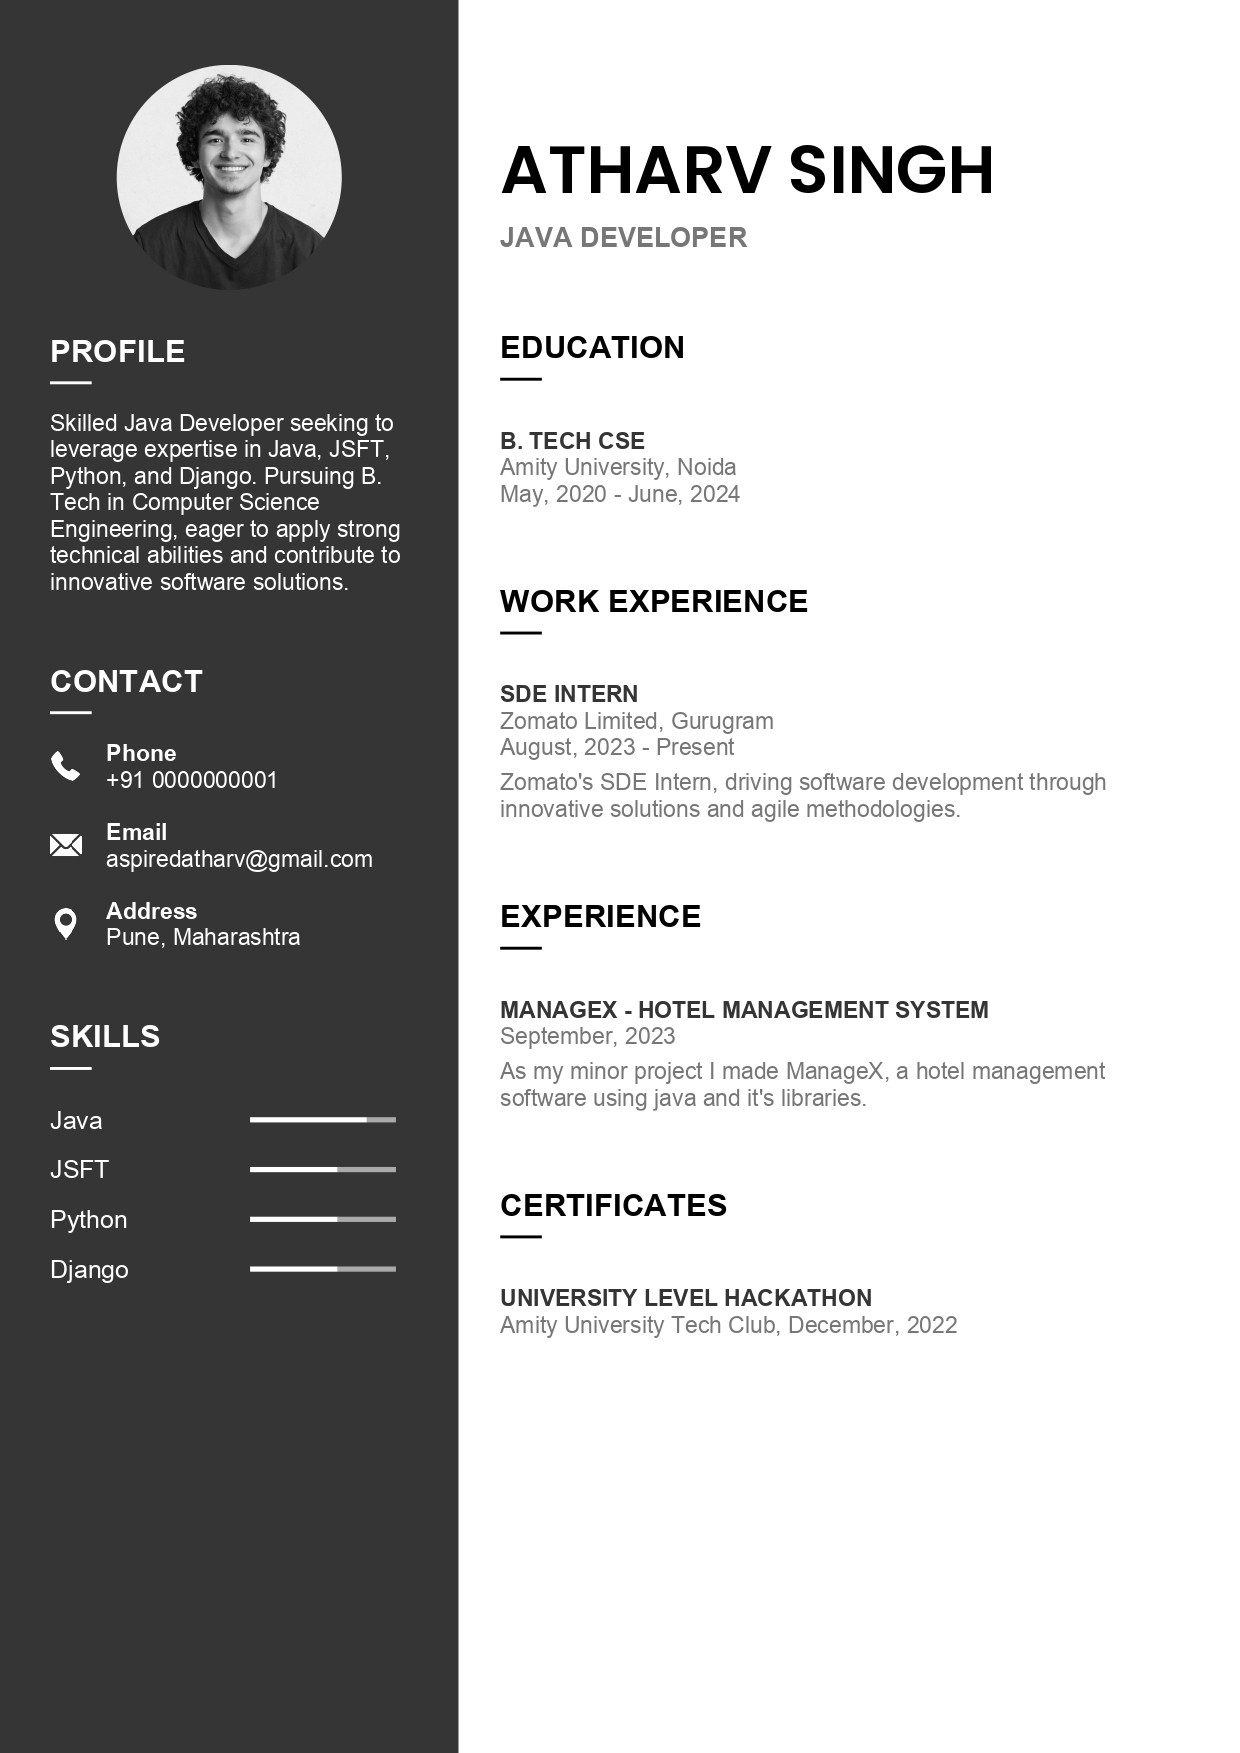 PROFILE
Skilled Java Developer seeking to
leverage expertise in Java, JSFT,
Python, and Django. Pursuing B.
Tech in Computer Science
Engineering, eager to apply strong
technical abilities and contribute to
innovative software solutions.
CONTACT
Phone
+91 0000000001
Email
aspiredatharv@gmail.com
Address
Pune, Maharashtra
SKILLS
Java
JSFT
Python
Django
ATHARV SINGH
JAVA DEVELOPER
EDUCATION
B. TECH CSE
Amity University, Noida
May, 2020 - June, 2024
WORK EXPERIENCE
SDE INTERN
Zomato Limited, Gurugram
August, 2023 - Present
Zomato's SDE Intern, driving software development through
innovative solutions and agile methodologies.
EXPERIENCE
MANAGEX - HOTEL MANAGEMENT SYSTEM
September, 2023
As my minor project I made ManageX, a hotel management
software using java and it's libraries.
CERTIFICATES
UNIVERSITY LEVEL HACKATHON
Amity University Tech Club, December, 2022